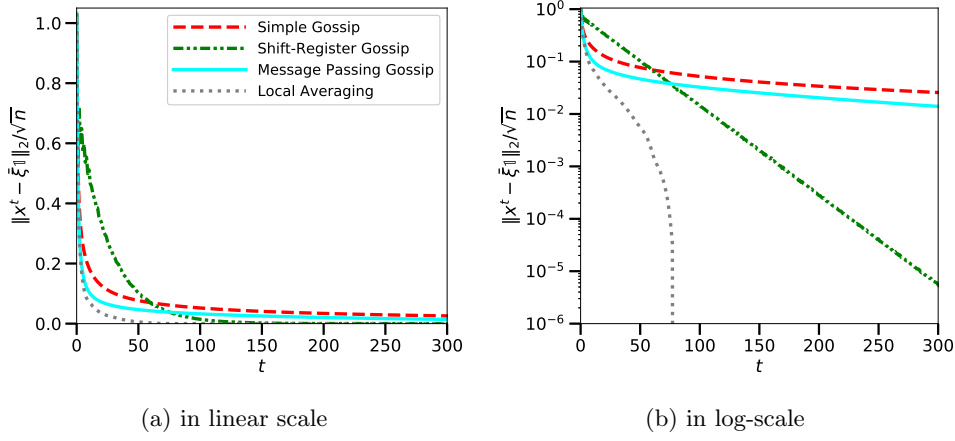 Simple Gossip
Shift-Register Gossip
Message Passing Gossip
Local Averaging
‖x^t − ξ̄𝟙‖₂/√n
1.0
0.8
0.6
0.4
0.2
0.0
0 50 100 150 200 250 300
t
(a) in linear scale
‖x^t − ξ̄𝟙‖₂/√n
10^0
10^−1
10^−2
10^−3
10^−4
10^−5
10^−6
0 50 100 150 200 250 300
t
(b) in log-scale